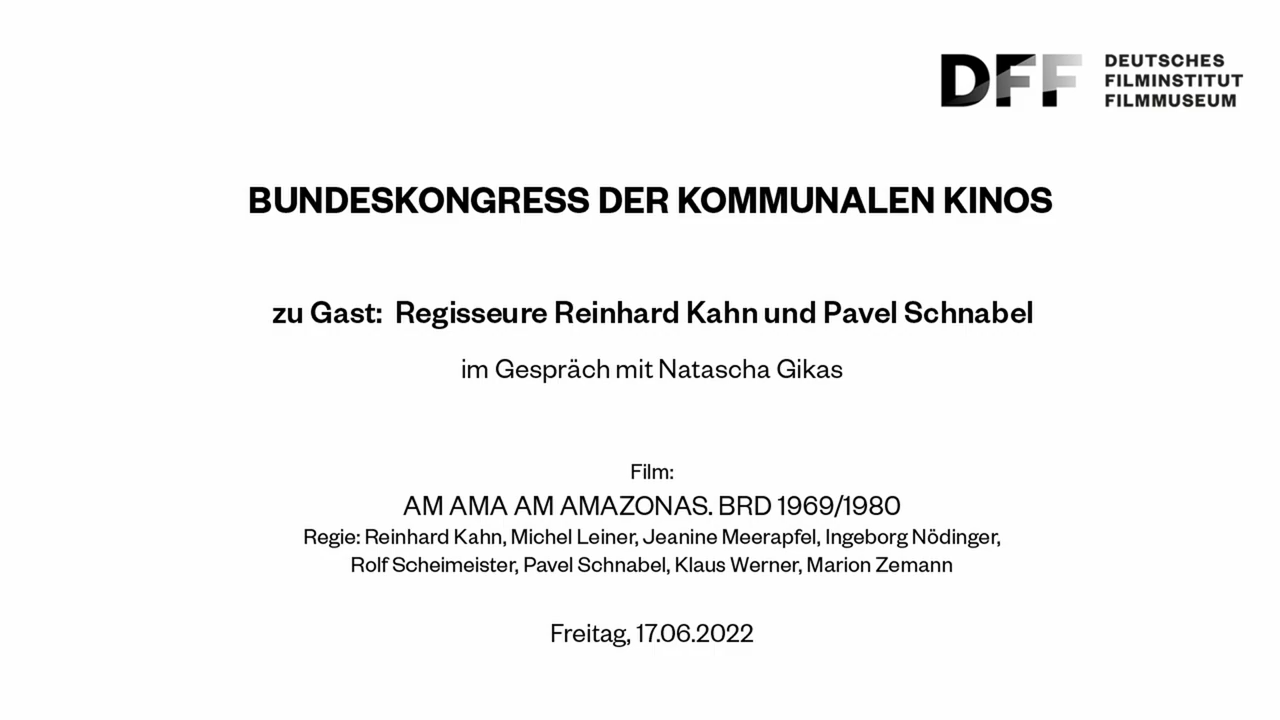 DFF
DEUTSCHES
FILMINSTITUT
FILMMUSEUM
BUNDESKONGRESS DER KOMMUNALEN KINOS
zu Gast: Regisseure Reinhard Kahn und Pavel Schnabel
im Gespräch mit Natascha Gikas
Film:
AM AMA AM AMAZONAS. BRD 1969/1980
Regie: Reinhard Kahn, Michel Leiner, Jeanine Meerapfel, Ingeborg Nödinger,
Rolf Scheimeister, Pavel Schnabel, Klaus Werner, Marion Zemann
Freitag, 17.06.2022